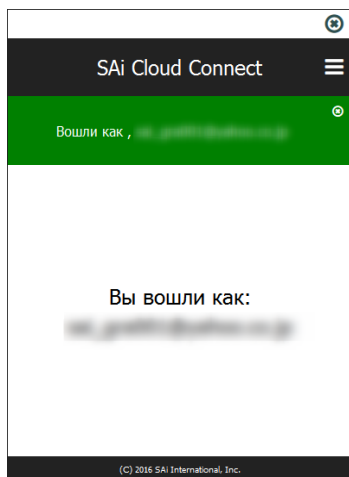 SAi Cloud Connect
Вошли как ,
Вы вошли как:
(C) 2016 SAi International, Inc.